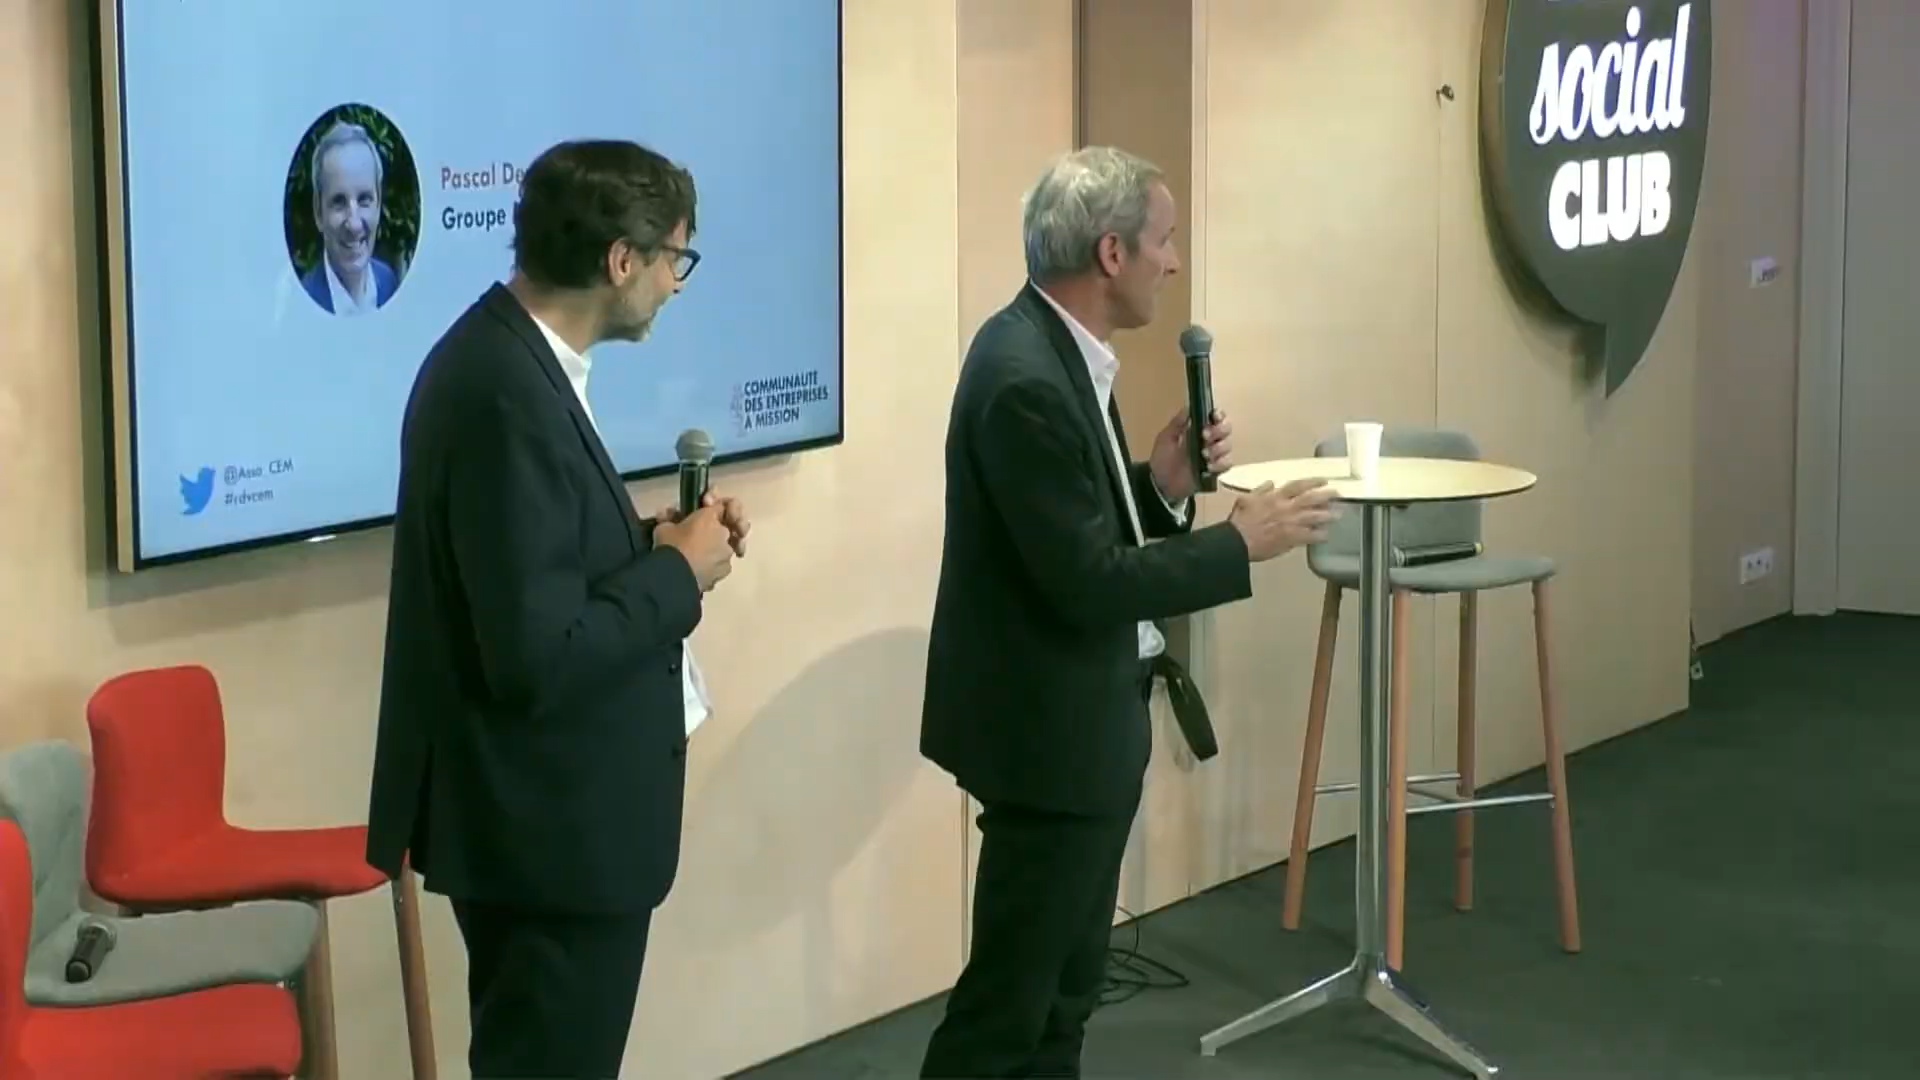 Pascal De
Groupe
COMMUNAUTÉ
DES ENTREPRISES
À MISSION
@Asso_CEM
#rdvcem
social
CLUB